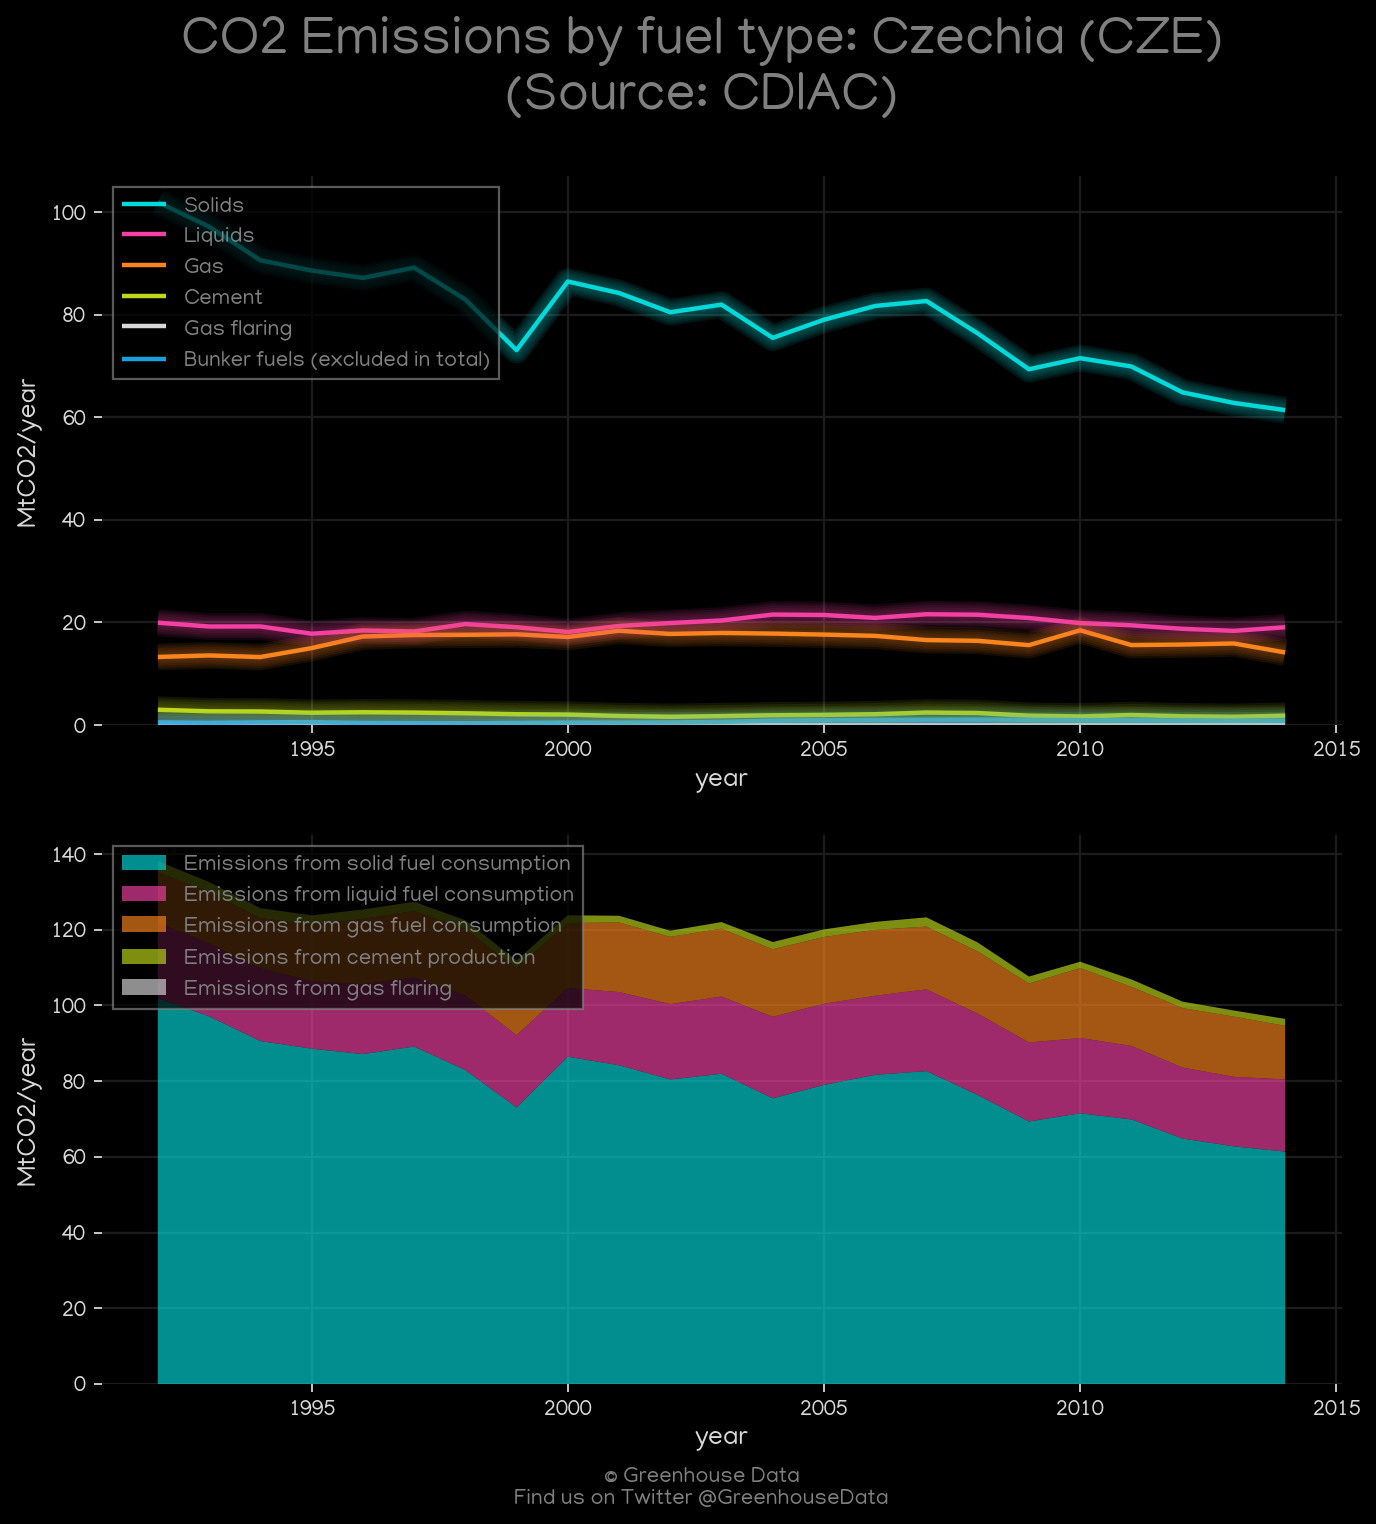 CO2 Emissions by fuel type: Czechia (CZE)
(Source: CDIAC)
Solids
Liquids
Gas
Cement
Gas flaring
Bunker fuels (excluded in total)
MtCO2/year
100
80
60
40
20
0
1995
2000
2005
2010
2015
year
Emissions from solid fuel consumption
Emissions from liquid fuel consumption
Emissions from gas fuel consumption
Emissions from cement production
Emissions from gas flaring
MtCO2/year
140
120
100
80
60
40
20
0
1995
2000
2005
2010
2015
year
© Greenhouse Data
Find us on Twitter @GreenhouseData